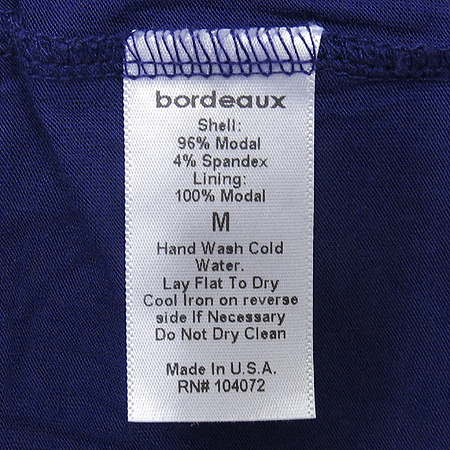 bordeaux
Shell:
96% Modal
4% Spandex
Lining:
100% Modal
M
Hand Wash Cold
Water.
Lay Flat To Dry
Cool Iron on reverse
side If Necessary
Do Not Dry Clean
Made In U.S.A.
RN# 104072